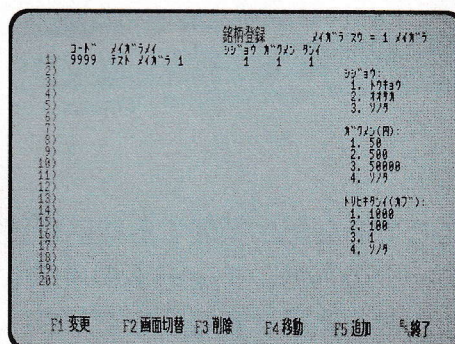 銘柄登録 メイガラ スウ = 1 メイガラ
コード メイガラメイ シジョウ ガクメン タンイ
1) 9999 テスト メイガラ 1 1 1 1
2)
3)
4)
5)
6)
7)
8)
9)
10)
11)
12)
13)
14)
15)
16)
17)
18)
19)
20)
シジョウ:
1. トウキョウ
2. オオサカ
3. ソノタ
ガクメン(円):
1. 50
2. 500
3. 50000
4. ソノタ
トリヒキタンイ(カブ):
1. 1000
2. 100
3. 1
4. ソノタ
F1 変更 F2 画面切替 F3 削除 F4 移動 F5 追加 終了